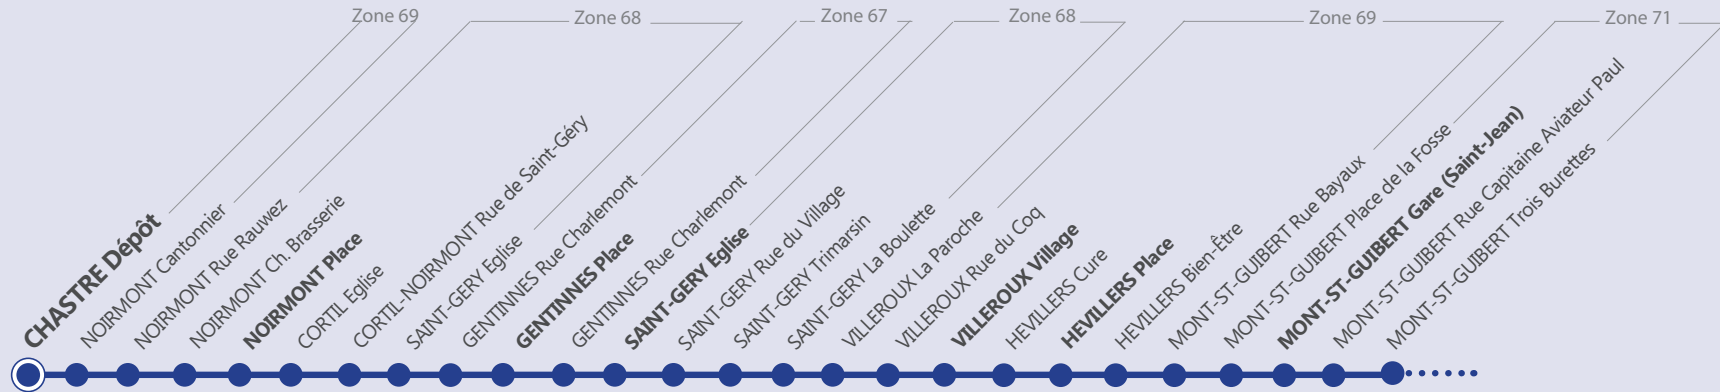 Zone 69
Zone 68
Zone 67
Zone 68
Zone 69
Zone 71
CHASTRE Dépôt
NOIRMONT Cantonnier
NOIRMONT Rue Rauwez
NOIRMONT Ch. Brasserie
NOIRMONT Place
CORTIL Eglise
CORTIL-NOIRMONT Rue de Saint-Géry
SAINT-GERY Eglise
GENTINNES Rue Charlemont
GENTINNES Place
GENTINNES Rue Charlemont
SAINT-GERY Eglise
SAINT-GERY Rue du Village
SAINT-GERY Trimarsin
SAINT-GERY La Boulette
VILLEROUX La Paroche
VILLEROUX Rue du Coq
VILLEROUX Village
HEVILLERS Cure
HEVILLERS Place
HEVILLERS Bien-Être
MONT-ST-GUIBERT Rue Bayaux
MONT-ST-GUIBERT Place de la Fosse
MONT-ST-GUIBERT Gare (Saint-Jean)
MONT-ST-GUIBERT Rue Capitaine Aviateur Paul
MONT-ST-GUIBERT Trois Burettes